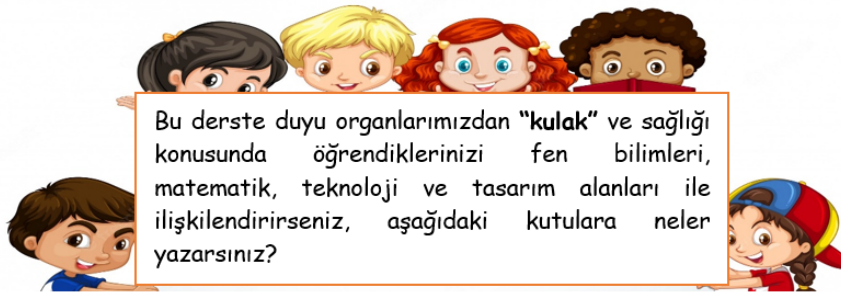 Bu derste duyu organlarımızdan “kulak” ve sağlığı
konusunda öğrendiklerinizi fen bilimleri,
matematik, teknoloji ve tasarım alanları ile
ilişkilendirirseniz, aşağıdaki kutulara neler
yazarsınız?